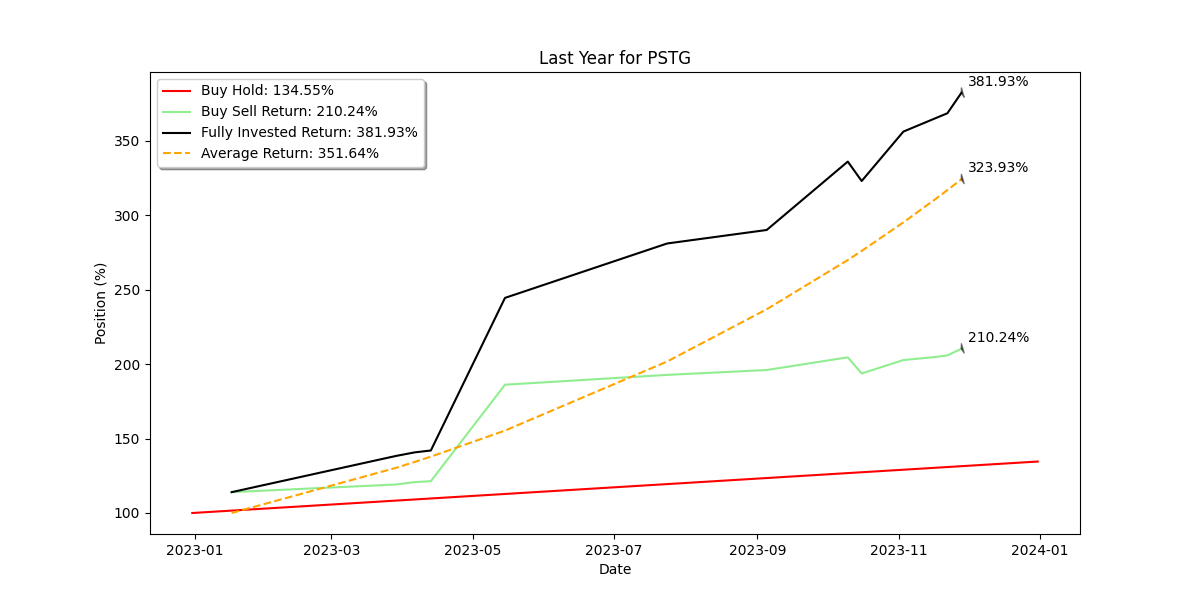 Last Year for PSTG
Buy Hold: 134.55%
Buy Sell Return: 210.24%
Fully Invested Return: 381.93%
Average Return: 351.64%
381.93%
323.93%
210.24%
Position (%)
350
300
250
200
150
100
2023-01 2023-03 2023-05 2023-07 2023-09 2023-11 2024-01
Date